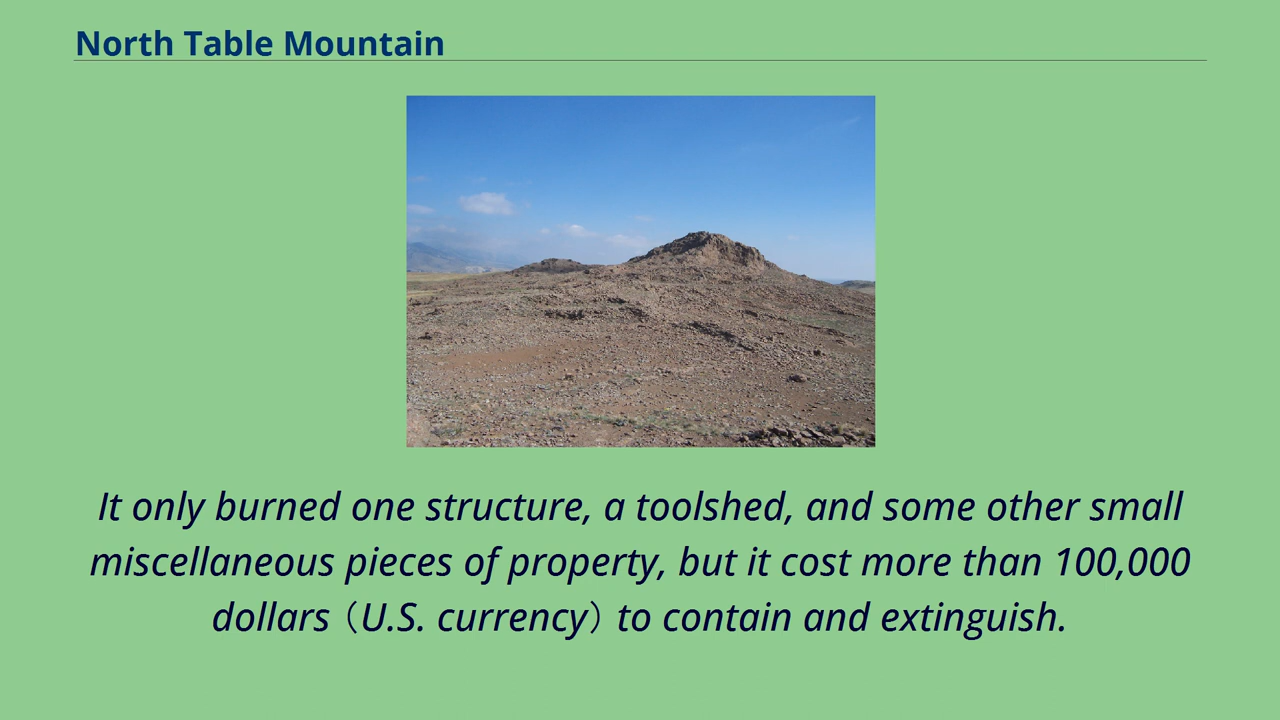 North Table Mountain
It only burned one structure, a toolshed, and some other small
miscellaneous pieces of property, but it cost more than 100,000
dollars（U.S. currency）to contain and extinguish.